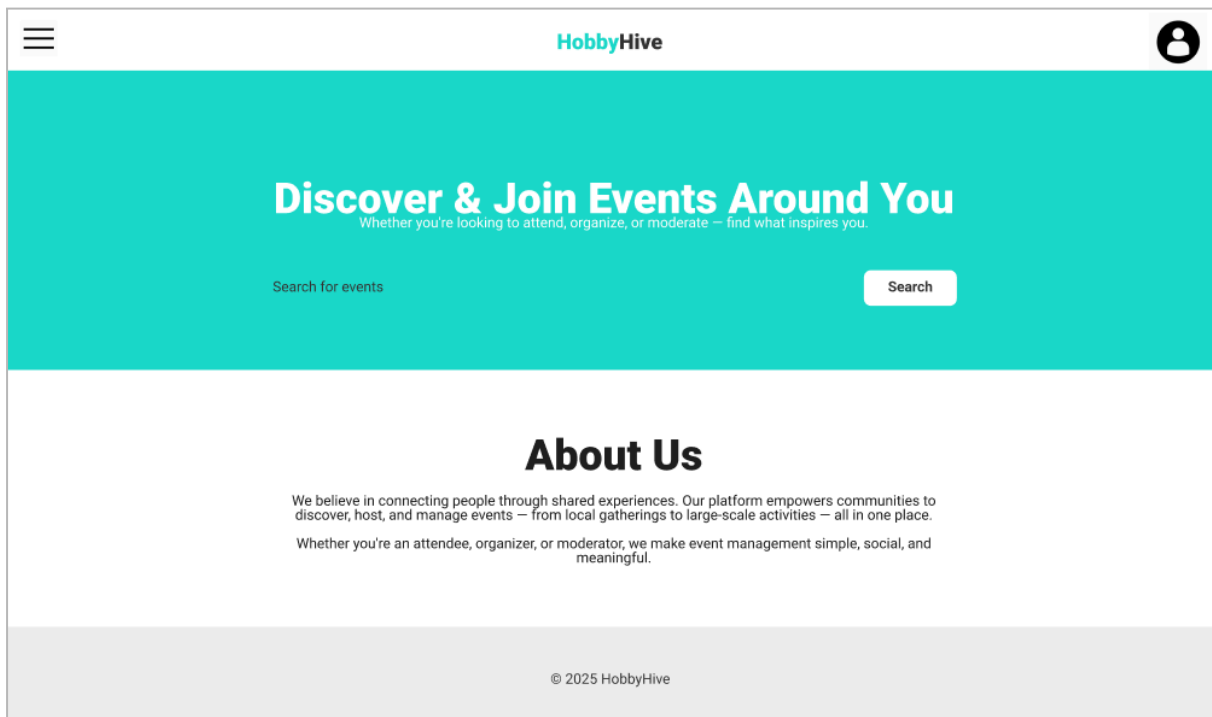 HobbyHive
Discover & Join Events Around You
Whether you're looking to attend, organize, or moderate — find what inspires you.
Search for events
Search
About Us
We believe in connecting people through shared experiences. Our platform empowers communities to
discover, host, and manage events — from local gatherings to large-scale activities — all in one place.
Whether you're an attendee, organizer, or moderator, we make event management simple, social, and
meaningful.
© 2025 HobbyHive